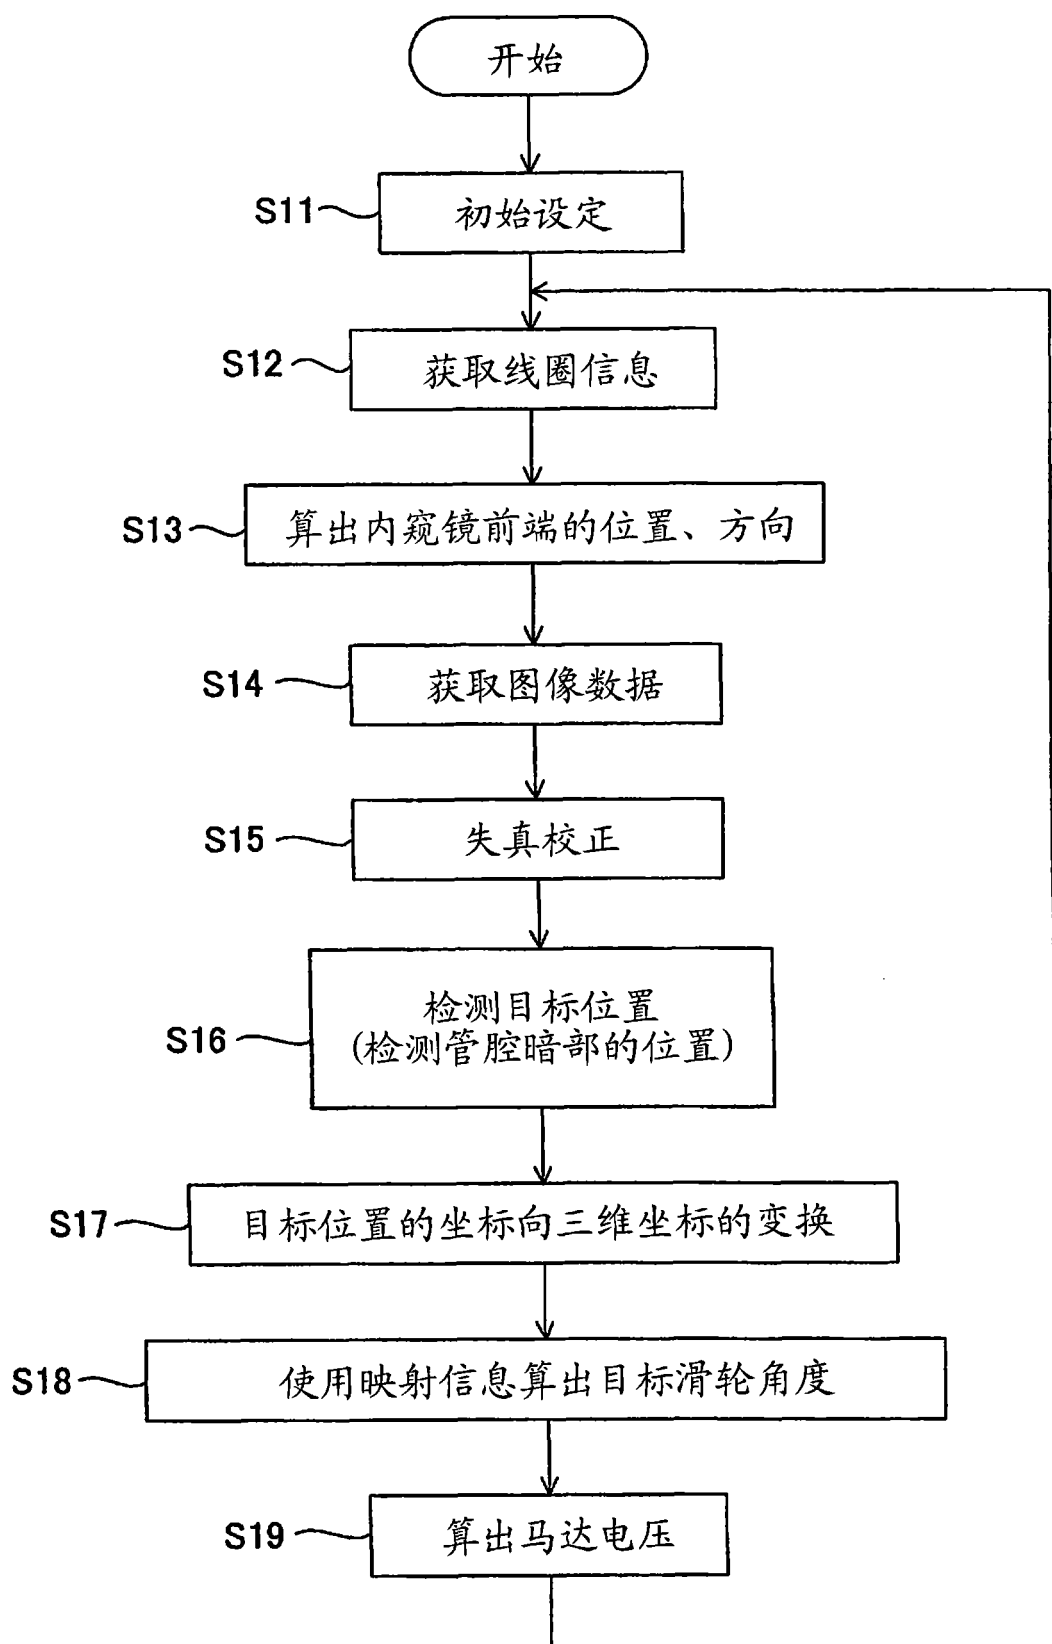 开始
S11 初始设定
S12 获取线圈信息
S13 算出内窥镜前端的位置、方向
S14 获取图像数据
S15 失真校正
S16 检测目标位置
(检测管腔暗部的位置)
S17 目标位置的坐标向三维坐标的变换
S18 使用映射信息算出目标滑轮角度
S19 算出马达电压